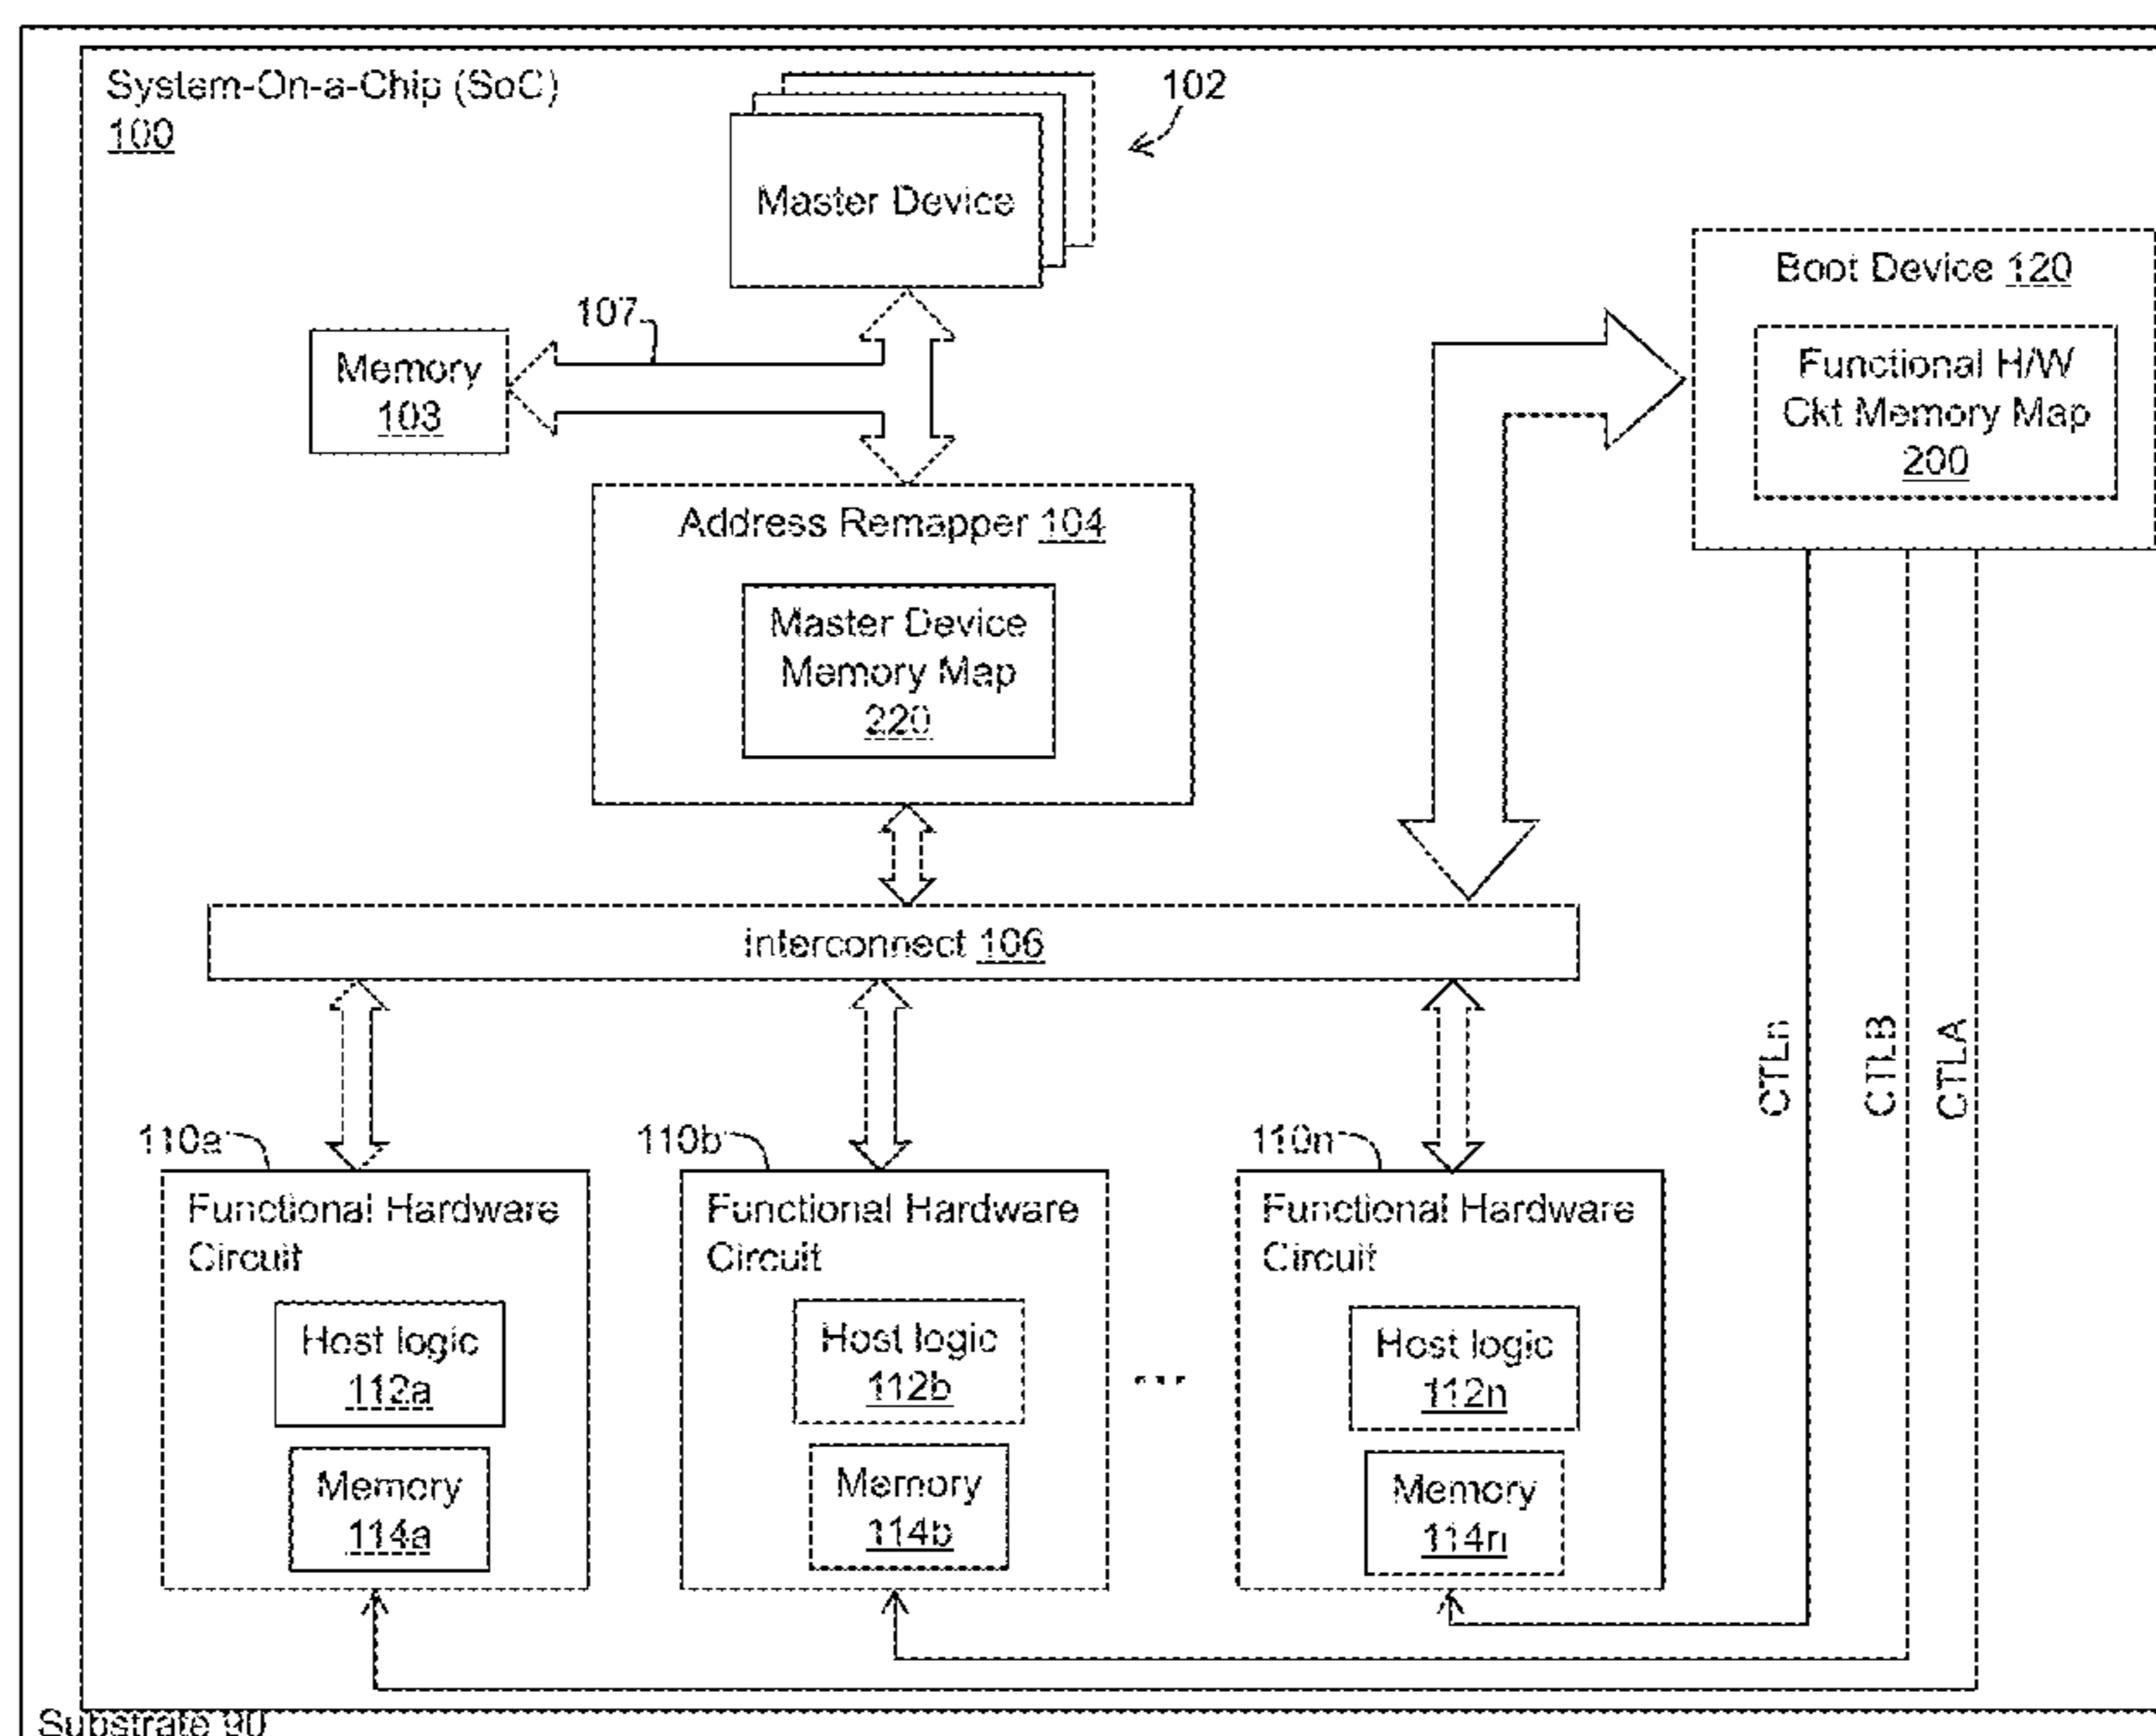 System-On-a-Chip (SoC)
100
102
Master Device
Boot Device 120
107
Memory
103
Functional H/W
Ckt Memory Map
200
Address Remapper 104
Master Device
Memory Map
220
Interconnect 106
CTLn
CTLB
CTLA
110a
110b
110n
Functional Hardware
Circuit
Functional Hardware
Circuit
Functional Hardware
Circuit
Host logic
112a
Host logic
112b
...
Host logic
112n
Memory
114a
Memory
114b
Memory
114n
Substrate 90